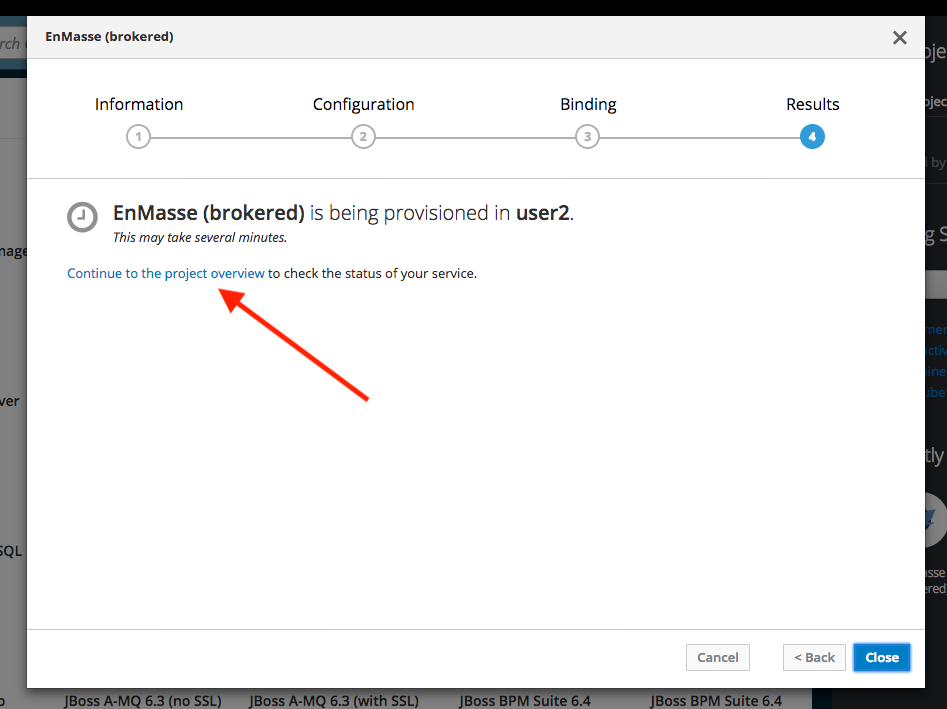 EnMasse (brokered)
Information
Configuration
Binding
Results
1
2
3
4
EnMasse (brokered) is being provisioned in user2.
This may take several minutes.
Continue to the project overview to check the status of your service.
Cancel
< Back
Close
JBoss A-MQ 6.3 (no SSL)
JBoss A-MQ 6.3 (with SSL)
JBoss BPM Suite 6.4
JBoss BPM Suite 6.4